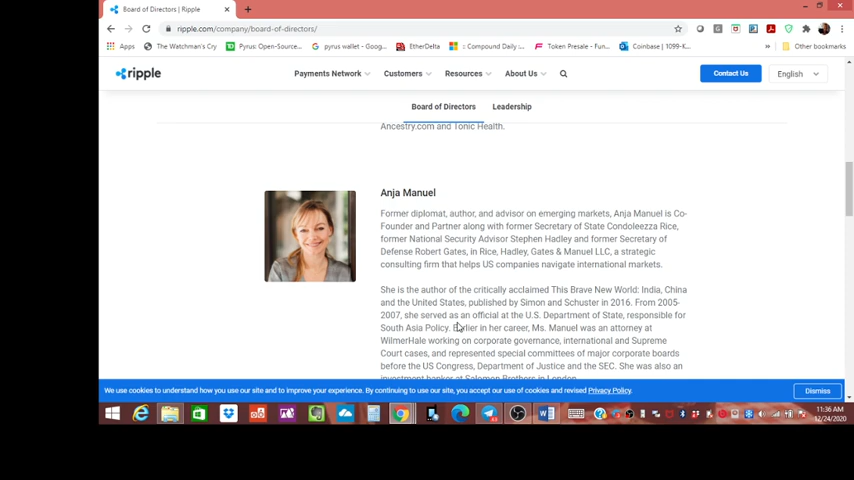 Board of Directors | Ripple
ripple.com/company/board-of-directors/
Apps The Watchman's Cry Pyrus: Open-Source... pyrus wallet - Goog... EtherDelta :: Compound Daily :... Token Presale - Fun... Coinbase | 1099-K... » Other bookmarks
ripple Payments Network Customers Resources About Us Contact Us English
Board of Directors Leadership
Ancestry.com and Tonic Health.
Anja Manuel
Former diplomat, author, and advisor on emerging markets, Anja Manuel is Co-
Founder and Partner along with former Secretary of State Condoleezza Rice,
former National Security Advisor Stephen Hadley and former Secretary of
Defense Robert Gates, in Rice, Hadley, Gates & Manuel LLC, a strategic
consulting firm that helps US companies navigate international markets.
She is the author of the critically acclaimed This Brave New World: India, China
and the United States, published by Simon and Schuster in 2016. From 2005-
2007, she served as an official at the U.S. Department of State, responsible for
South Asia Policy. Earlier in her career, Ms. Manuel was an attorney at
WilmerHale working on corporate governance, international and Supreme
Court cases, and represented special committees of major corporate boards
before the US Congress, Department of Justice and the SEC. She was also an
investment banker at Salomon Brothers in London.
We use cookies to understand how you use our site and to improve your experience. By continuing to use our site, you accept our use of cookies and revised Privacy Policy. Dismiss
11:36 AM
12/24/2020